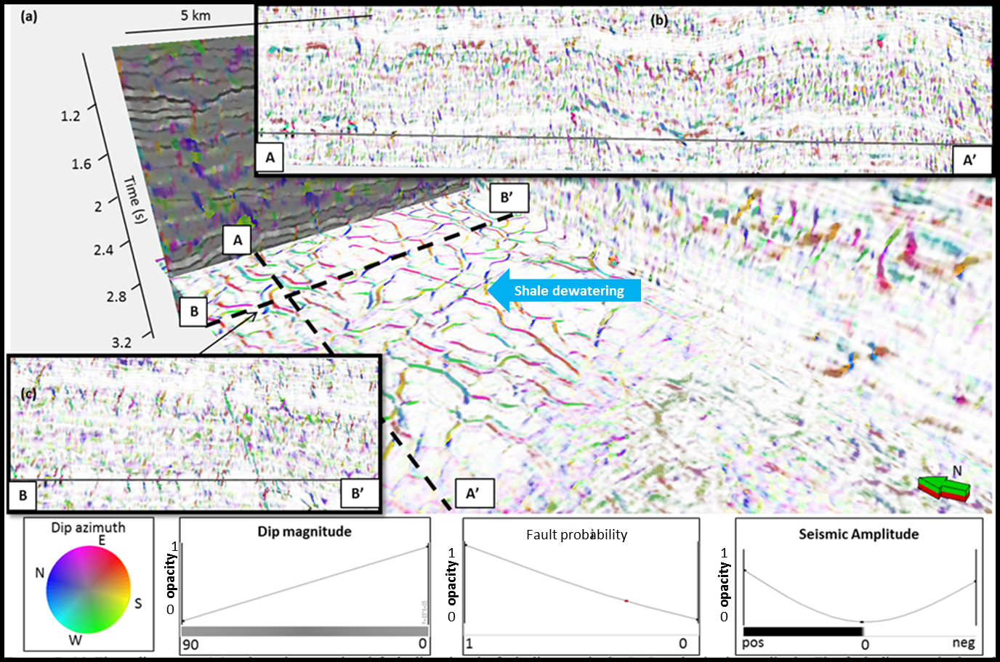 (a)
5 km
(b)
1.2
1.6
2
2.4
2.8
3.2
Time (s)
A
A'
B'
A
B
Shale dewatering
A'
N
(c)
B
B'
Dip azimuth
E
N
S
W
Dip magnitude
1
opacity
0
90
0
Fault probability
1
opacity
0
1
0
Seismic Amplitude
1
opacity
0
pos
0
neg